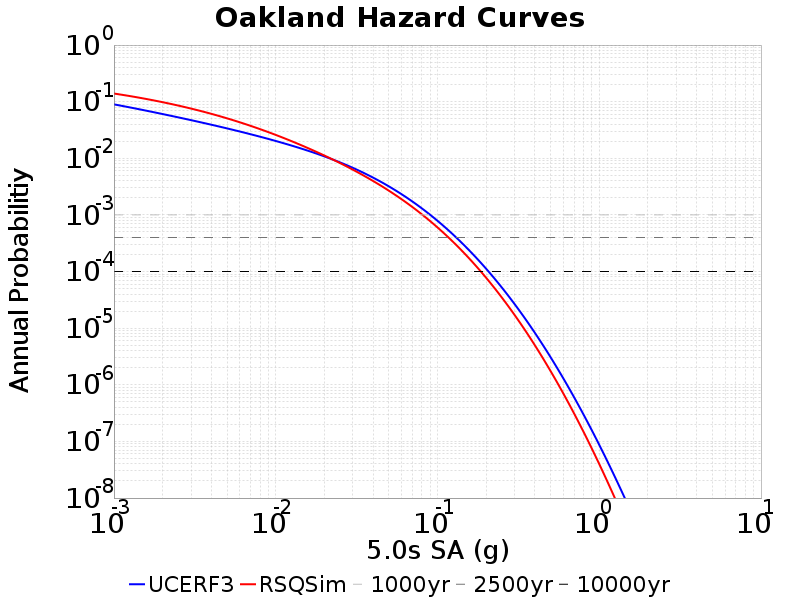 Oakland Hazard Curves
10^0
10^-1
10^-2
10^-3
10^-4
10^-5
10^-6
10^-7
10^-8
Annual Probabilitiy
10^-3 10^-2 10^-1 10^0 10^1
5.0s SA (g)
UCERF3 RSQSim 1000yr 2500yr 10000yr